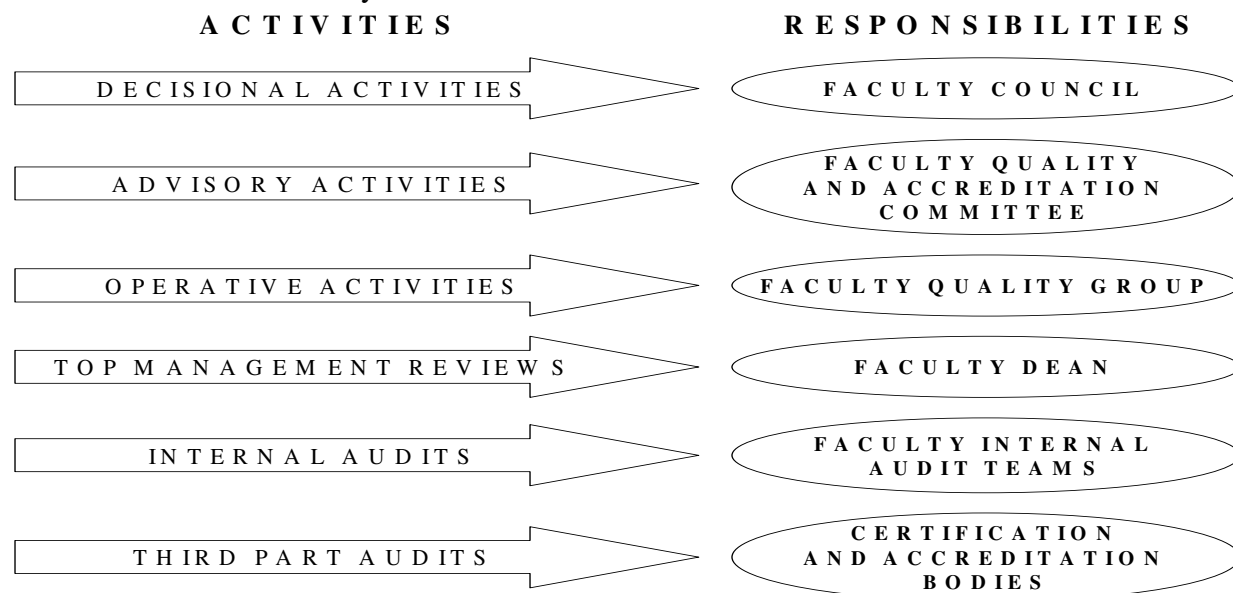 ACTIVITIES RESPONSIBILITIES
DECISIONAL ACTIVITIES FACULTY COUNCIL
ADVISORY ACTIVITIES FACULTY QUALITY
AND ACCREDITATION
COMMITTEE
OPERATIVE ACTIVITIES FACULTY QUALITY GROUP
TOP MANAGEMENT REVIEWS FACULTY DEAN
INTERNAL AUDITS FACULTY INTERNAL
AUDIT TEAMS
THIRD PART AUDITS CERTIFICATION
AND ACCREDITATION
BODIES